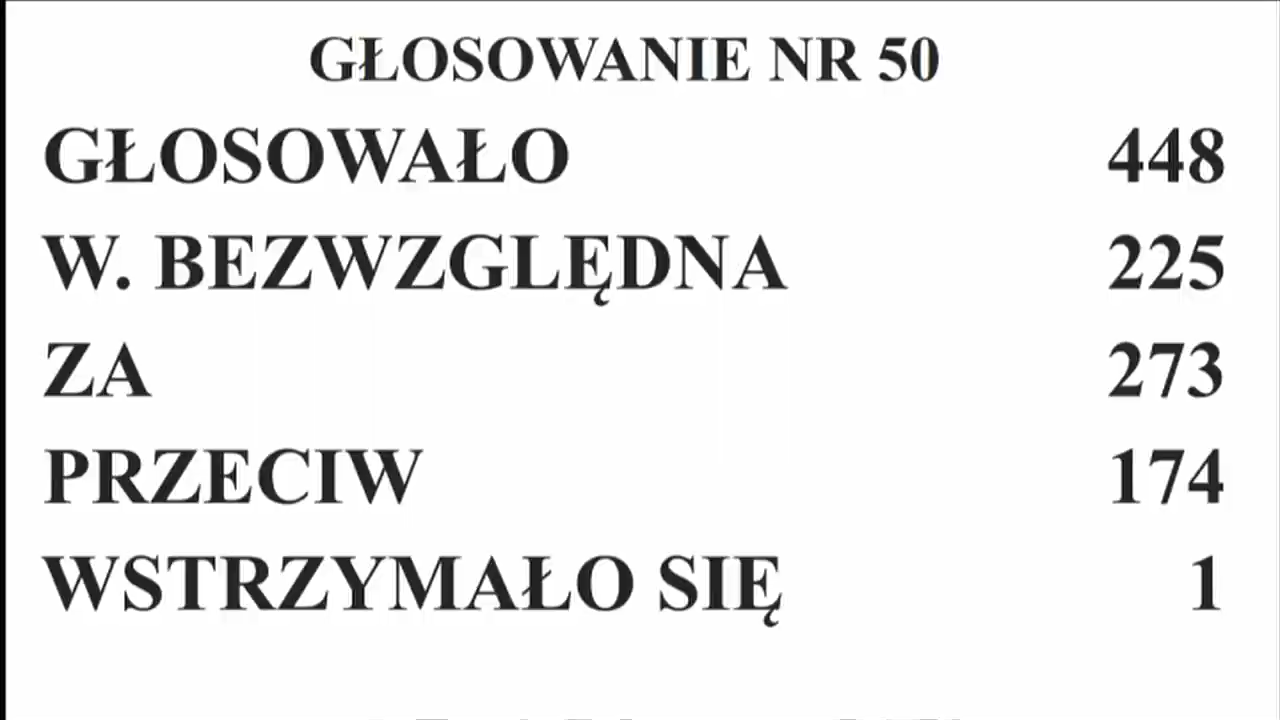 GŁOSOWANIE NR 50
GŁOSOWAŁO 448
W. BEZWZGLĘDNA 225
ZA 273
PRZECIW 174
WSTRZYMAŁO SIĘ 1